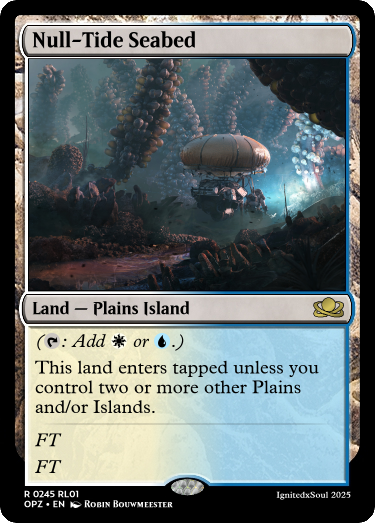 Null-Tide Seabed
Land — Plains Island
(: Add or .)
This land enters tapped unless you
control two or more other Plains
and/or Islands.
FT
FT
R 0245 RL01
OPZ • EN Robin Bouwmeester
IgnitedxSoul 2025